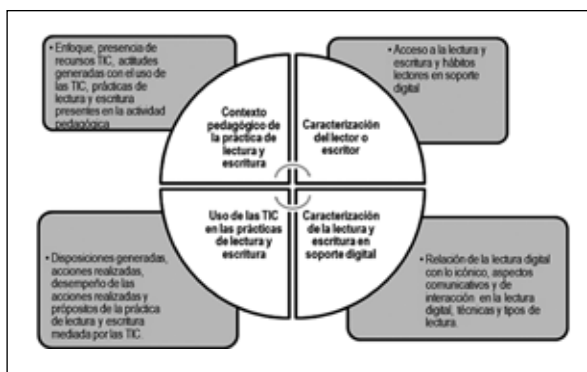 • Enfoque, presencia de
recursos TIC, actitudes
generadas con el uso de
las TIC, prácticas de
lectura y escritura
presentes en la actividad
pedagógica
• Acceso a la lectura y
escritura y hábitos
lectores en soporte
digital
Contexto
pedagógico de
la práctica de
lectura y
escritura
Caracterización
del lector o
escritor
Uso de las TIC
en las prácticas
de lectura y
escritura
Caracterización
de la lectura y
escritura en
soporte digital
• Disposiciones generadas,
acciones realizadas,
desempeño de las
acciones realizadas y
própositos de la práctica
de lectura y escritura
mediada por las TIC.
• Relación de la lectura digital
con lo icónico, aspectos
comunicativos y de
interacción en la lectura
digital, técnicas y tipos de
lectura.